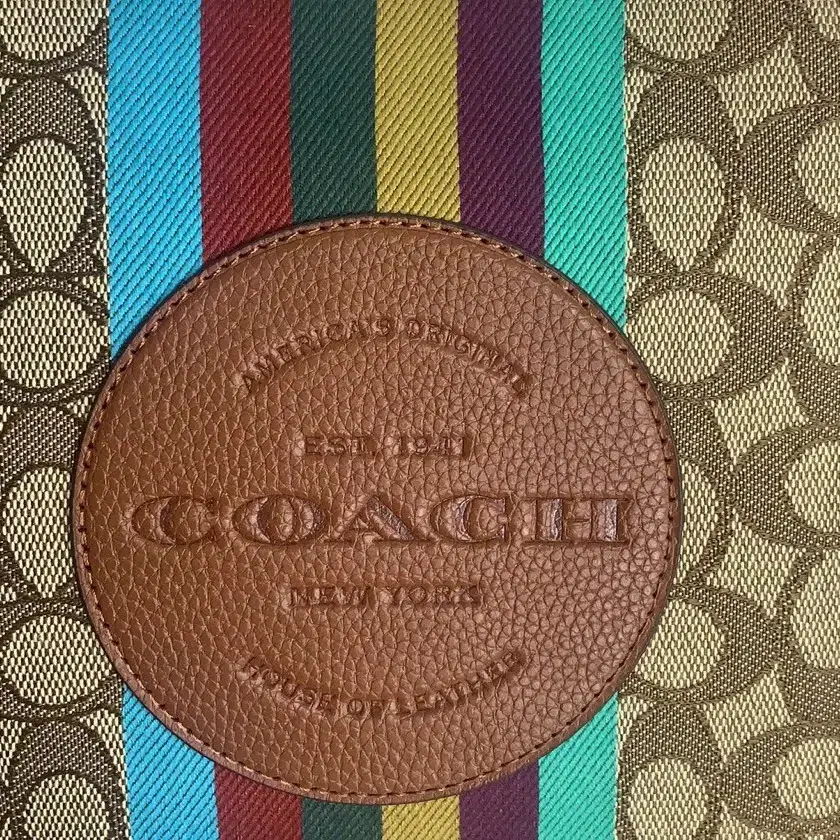 AMERICA'S ORIGINAL
EST. 1941
COACH
NEW YORK
HOUSE OF LEATHER